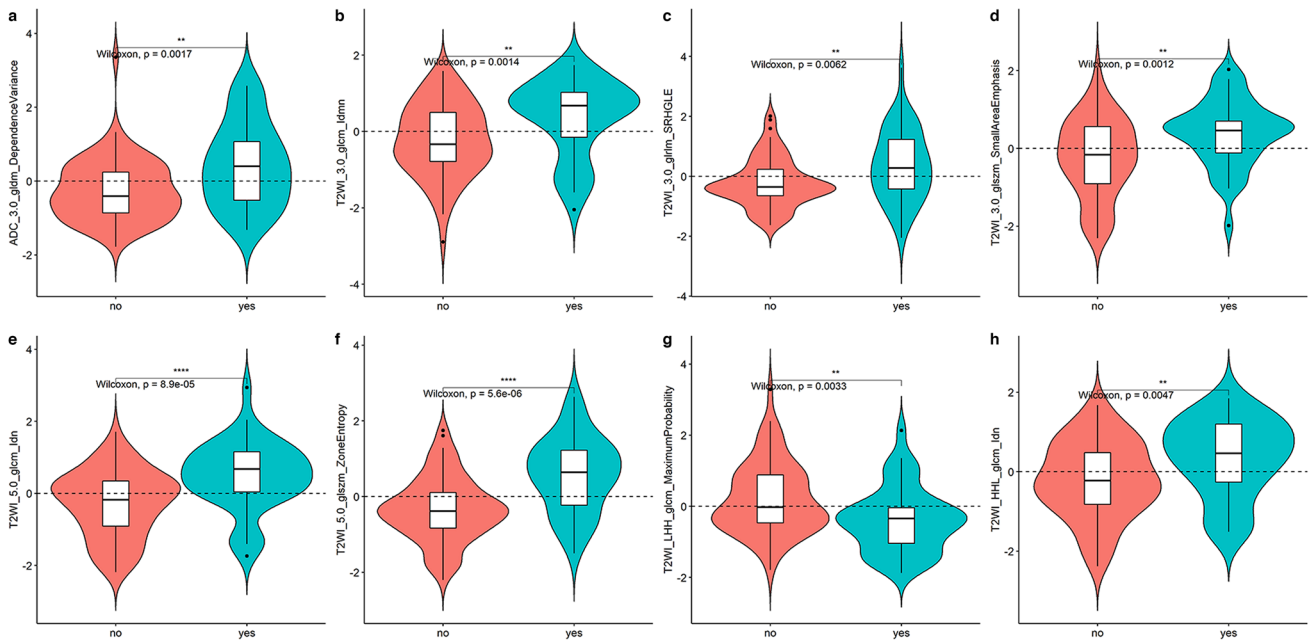 a
**
Wilcoxon, p = 0.0017
ADC_3.0_gldm_DependenceVariance
4
2
0
-2
no yes
b
**
Wilcoxon, p = 0.0014
T2WI_3.0_glcm_Idmn
2
0
-2
-4
no yes
c
**
Wilcoxon, p = 0.0062
T2WI_3.0_glrlm_SRHGLE
4
2
0
-2
-4
no yes
d
**
Wilcoxon, p = 0.0012
T2WI_3.0_glszm_SmallAreaEmphasis
2
0
-2
no yes
e
****
Wilcoxon, p = 8.9e-05
T2WI_5.0_glcm_Idn
4
2
0
-2
no yes
f
****
Wilcoxon, p = 5.6e-06
T2WI_5.0_glszm_ZoneEntropy
4
2
0
-2
no yes
g
**
Wilcoxon, p = 0.0033
T2WI_LHH_glcm_MaximumProbability
4
2
0
-2
no yes
h
**
Wilcoxon, p = 0.0047
T2WI_HHL_glcm_Idn
2
0
-2
no yes